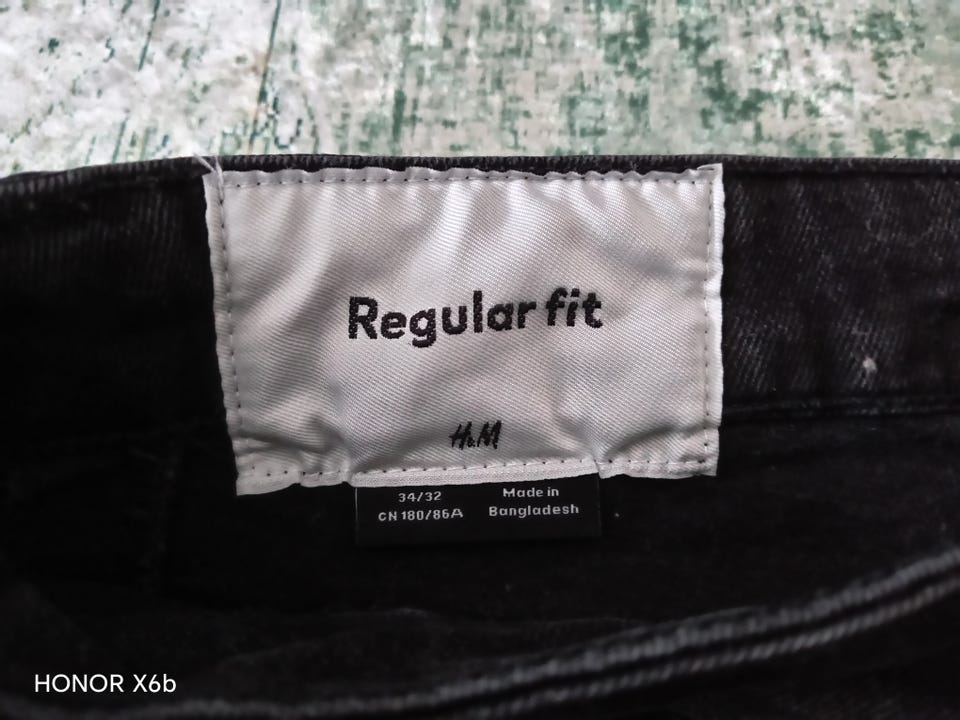 Regular fit
H&M
34/32
CN 180/86A
Made in
Bangladesh
HONOR X6b